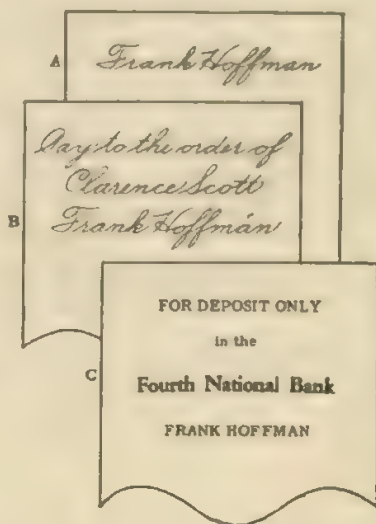 A
Frank Hoffman
Pay to the order of
Clarence Scott
B
Frank Hoffman
FOR DEPOSIT ONLY
in the
C
Fourth National Bank
FRANK HOFFMAN